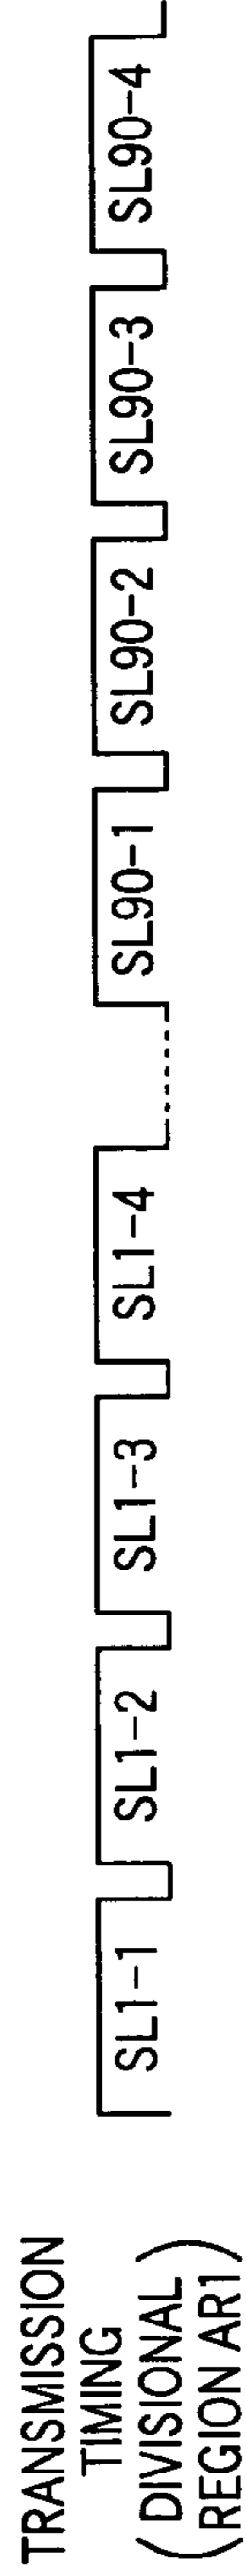 TRANSMISSION
TIMING
(DIVISIONAL
REGION AR1)
SL1-1
SL1-2
SL1-3
SL1-4
SL90-1
SL90-2
SL90-3
SL90-4